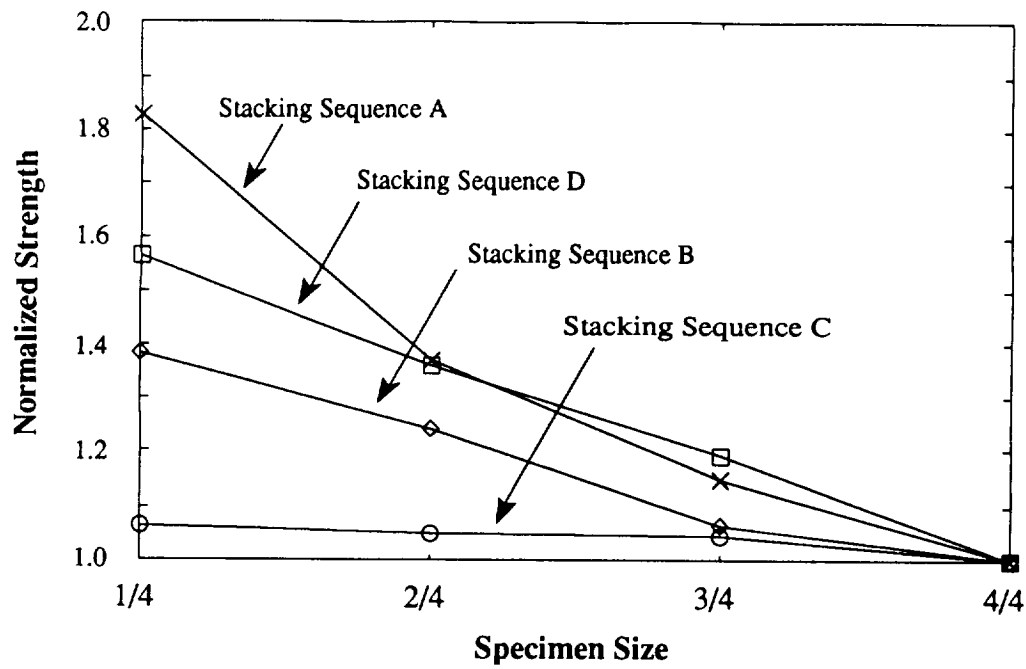 2.0
1.8
1.6
1.4
1.2
1.0
Normalized Strength
Stacking Sequence A
Stacking Sequence D
Stacking Sequence B
Stacking Sequence C
1/4
2/4
3/4
4/4
Specimen Size